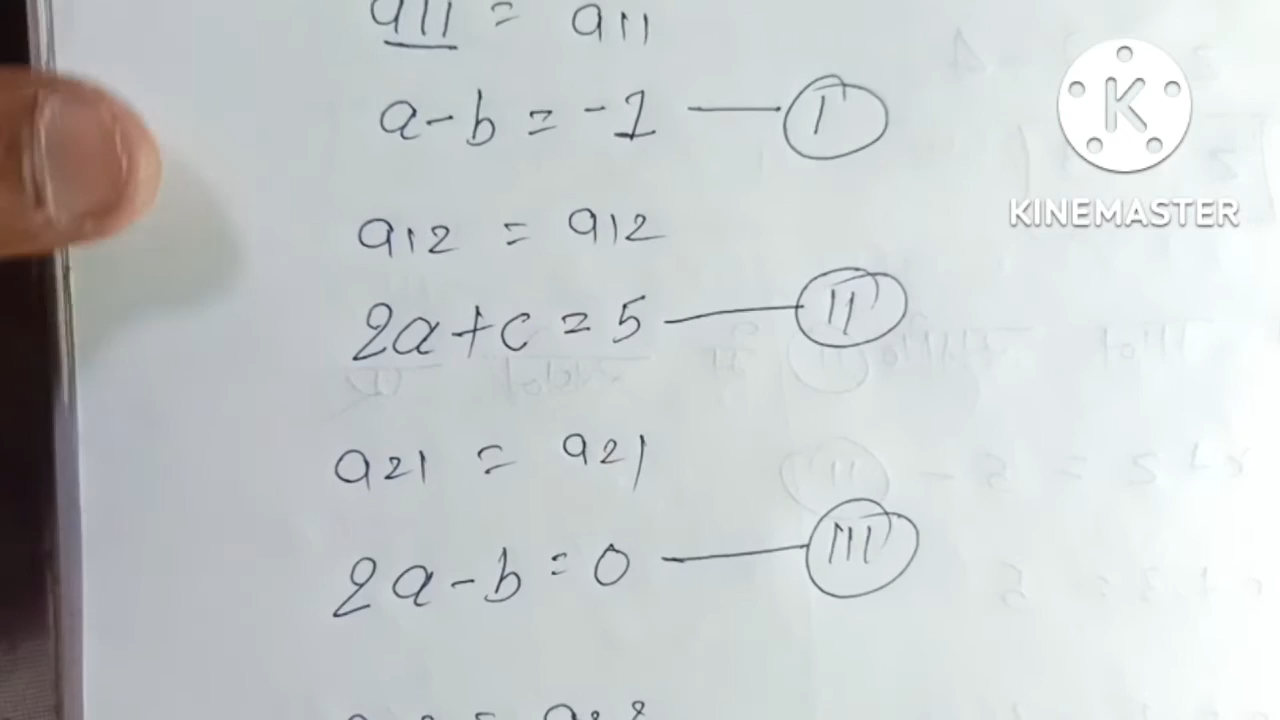 a11 = a11
a-b = -1 — I
a12 = a12
2a+c = 5 — II
a21 = a21
2a-b = 0 — III
KINEMASTER